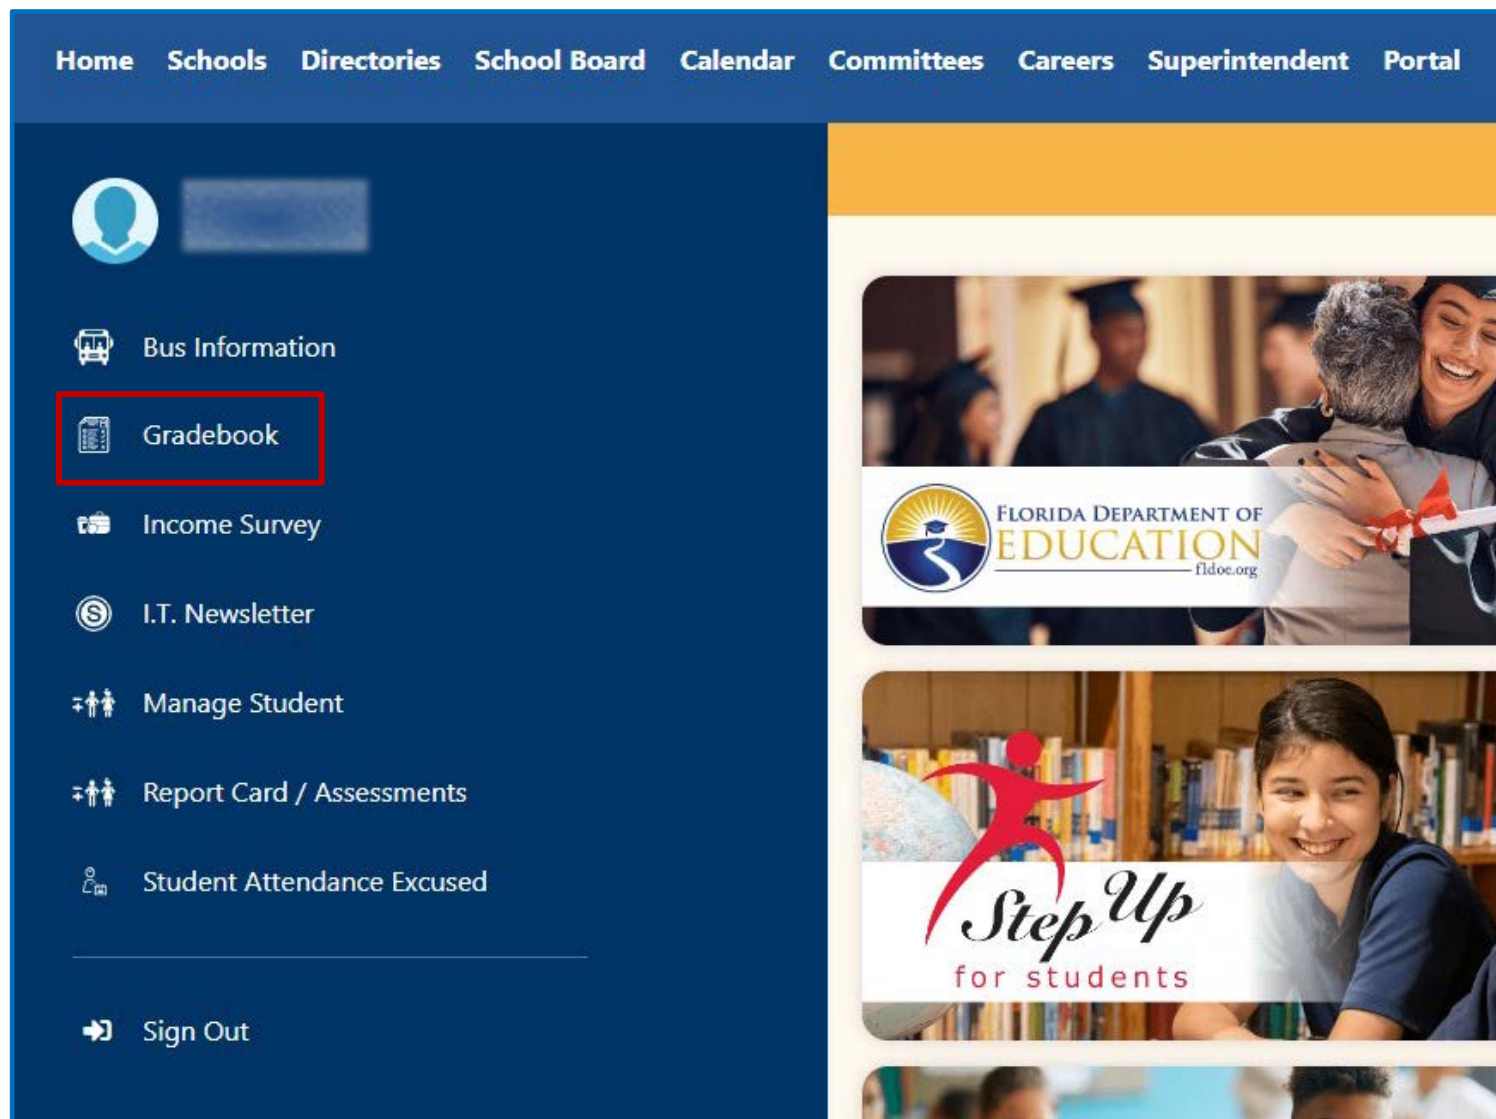 Home Schools Directories School Board Calendar Committees Careers Superintendent Portal
Bus Information
Gradebook
Income Survey
I.T. Newsletter
Manage Student
Report Card / Assessments
Student Attendance Excused
Sign Out
FLORIDA DEPARTMENT OF
EDUCATION
fldoe.org
Step Up
for students